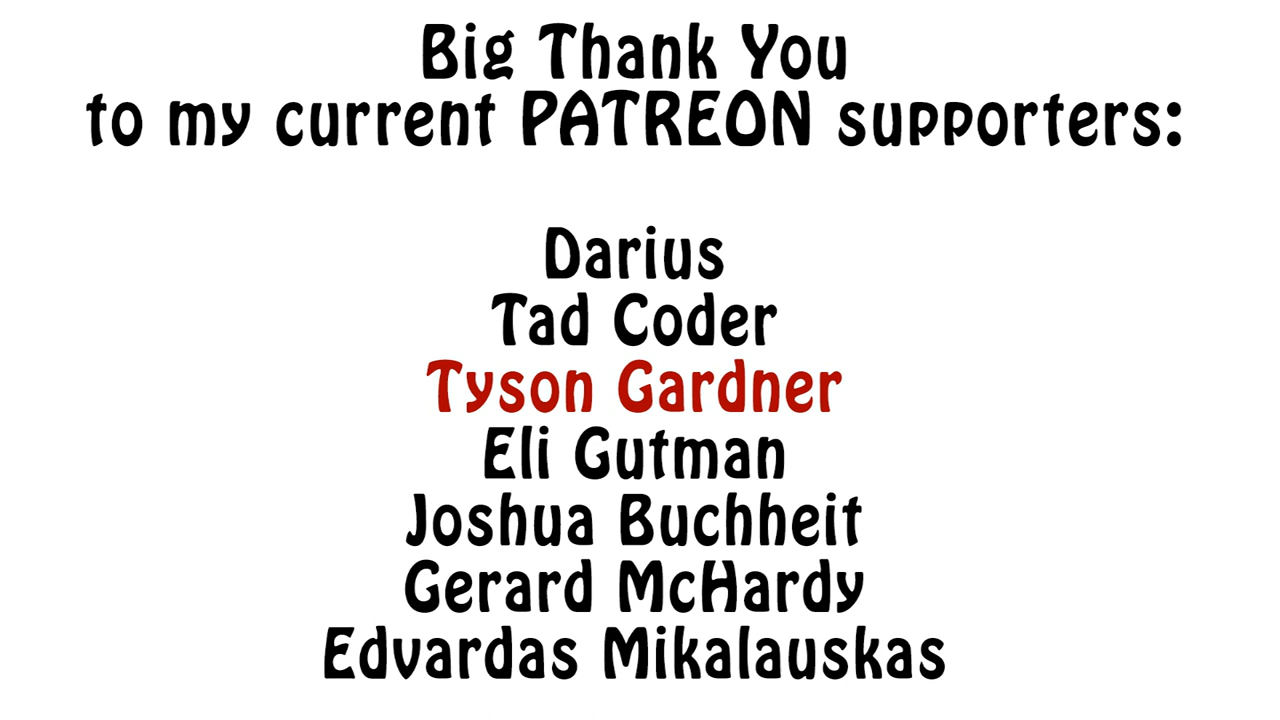 Big Thank You
to my current PATREON supporters:
Darius
Tad Coder
Tyson Gardner
Eli Gutman
Joshua Buchheit
Gerard McHardy
Edvardas Mikalauskas